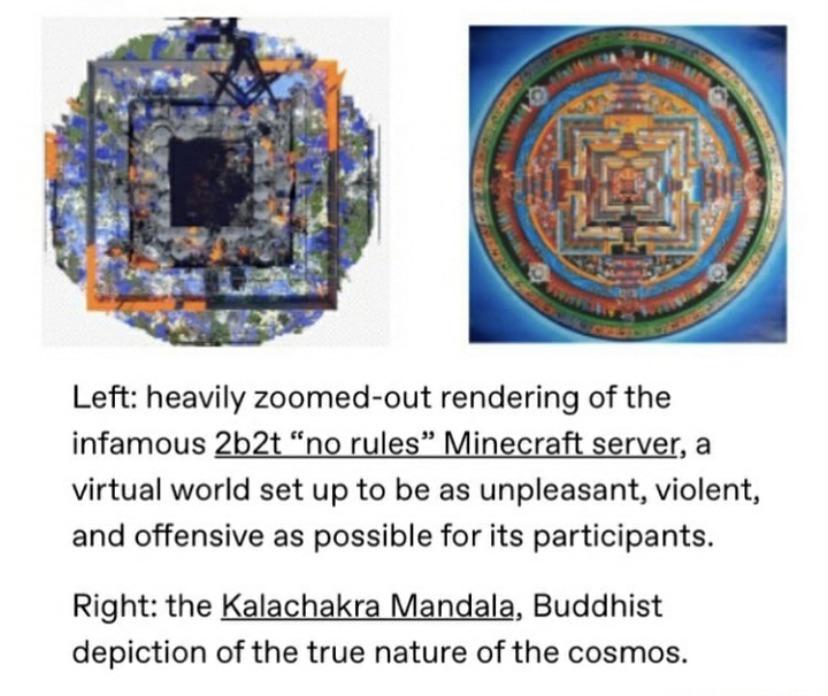 Left: heavily zoomed-out rendering of the
infamous 2b2t “no rules” Minecraft server, a
virtual world set up to be as unpleasant, violent,
and offensive as possible for its participants.
Right: the Kalachakra Mandala, Buddhist
depiction of the true nature of the cosmos.